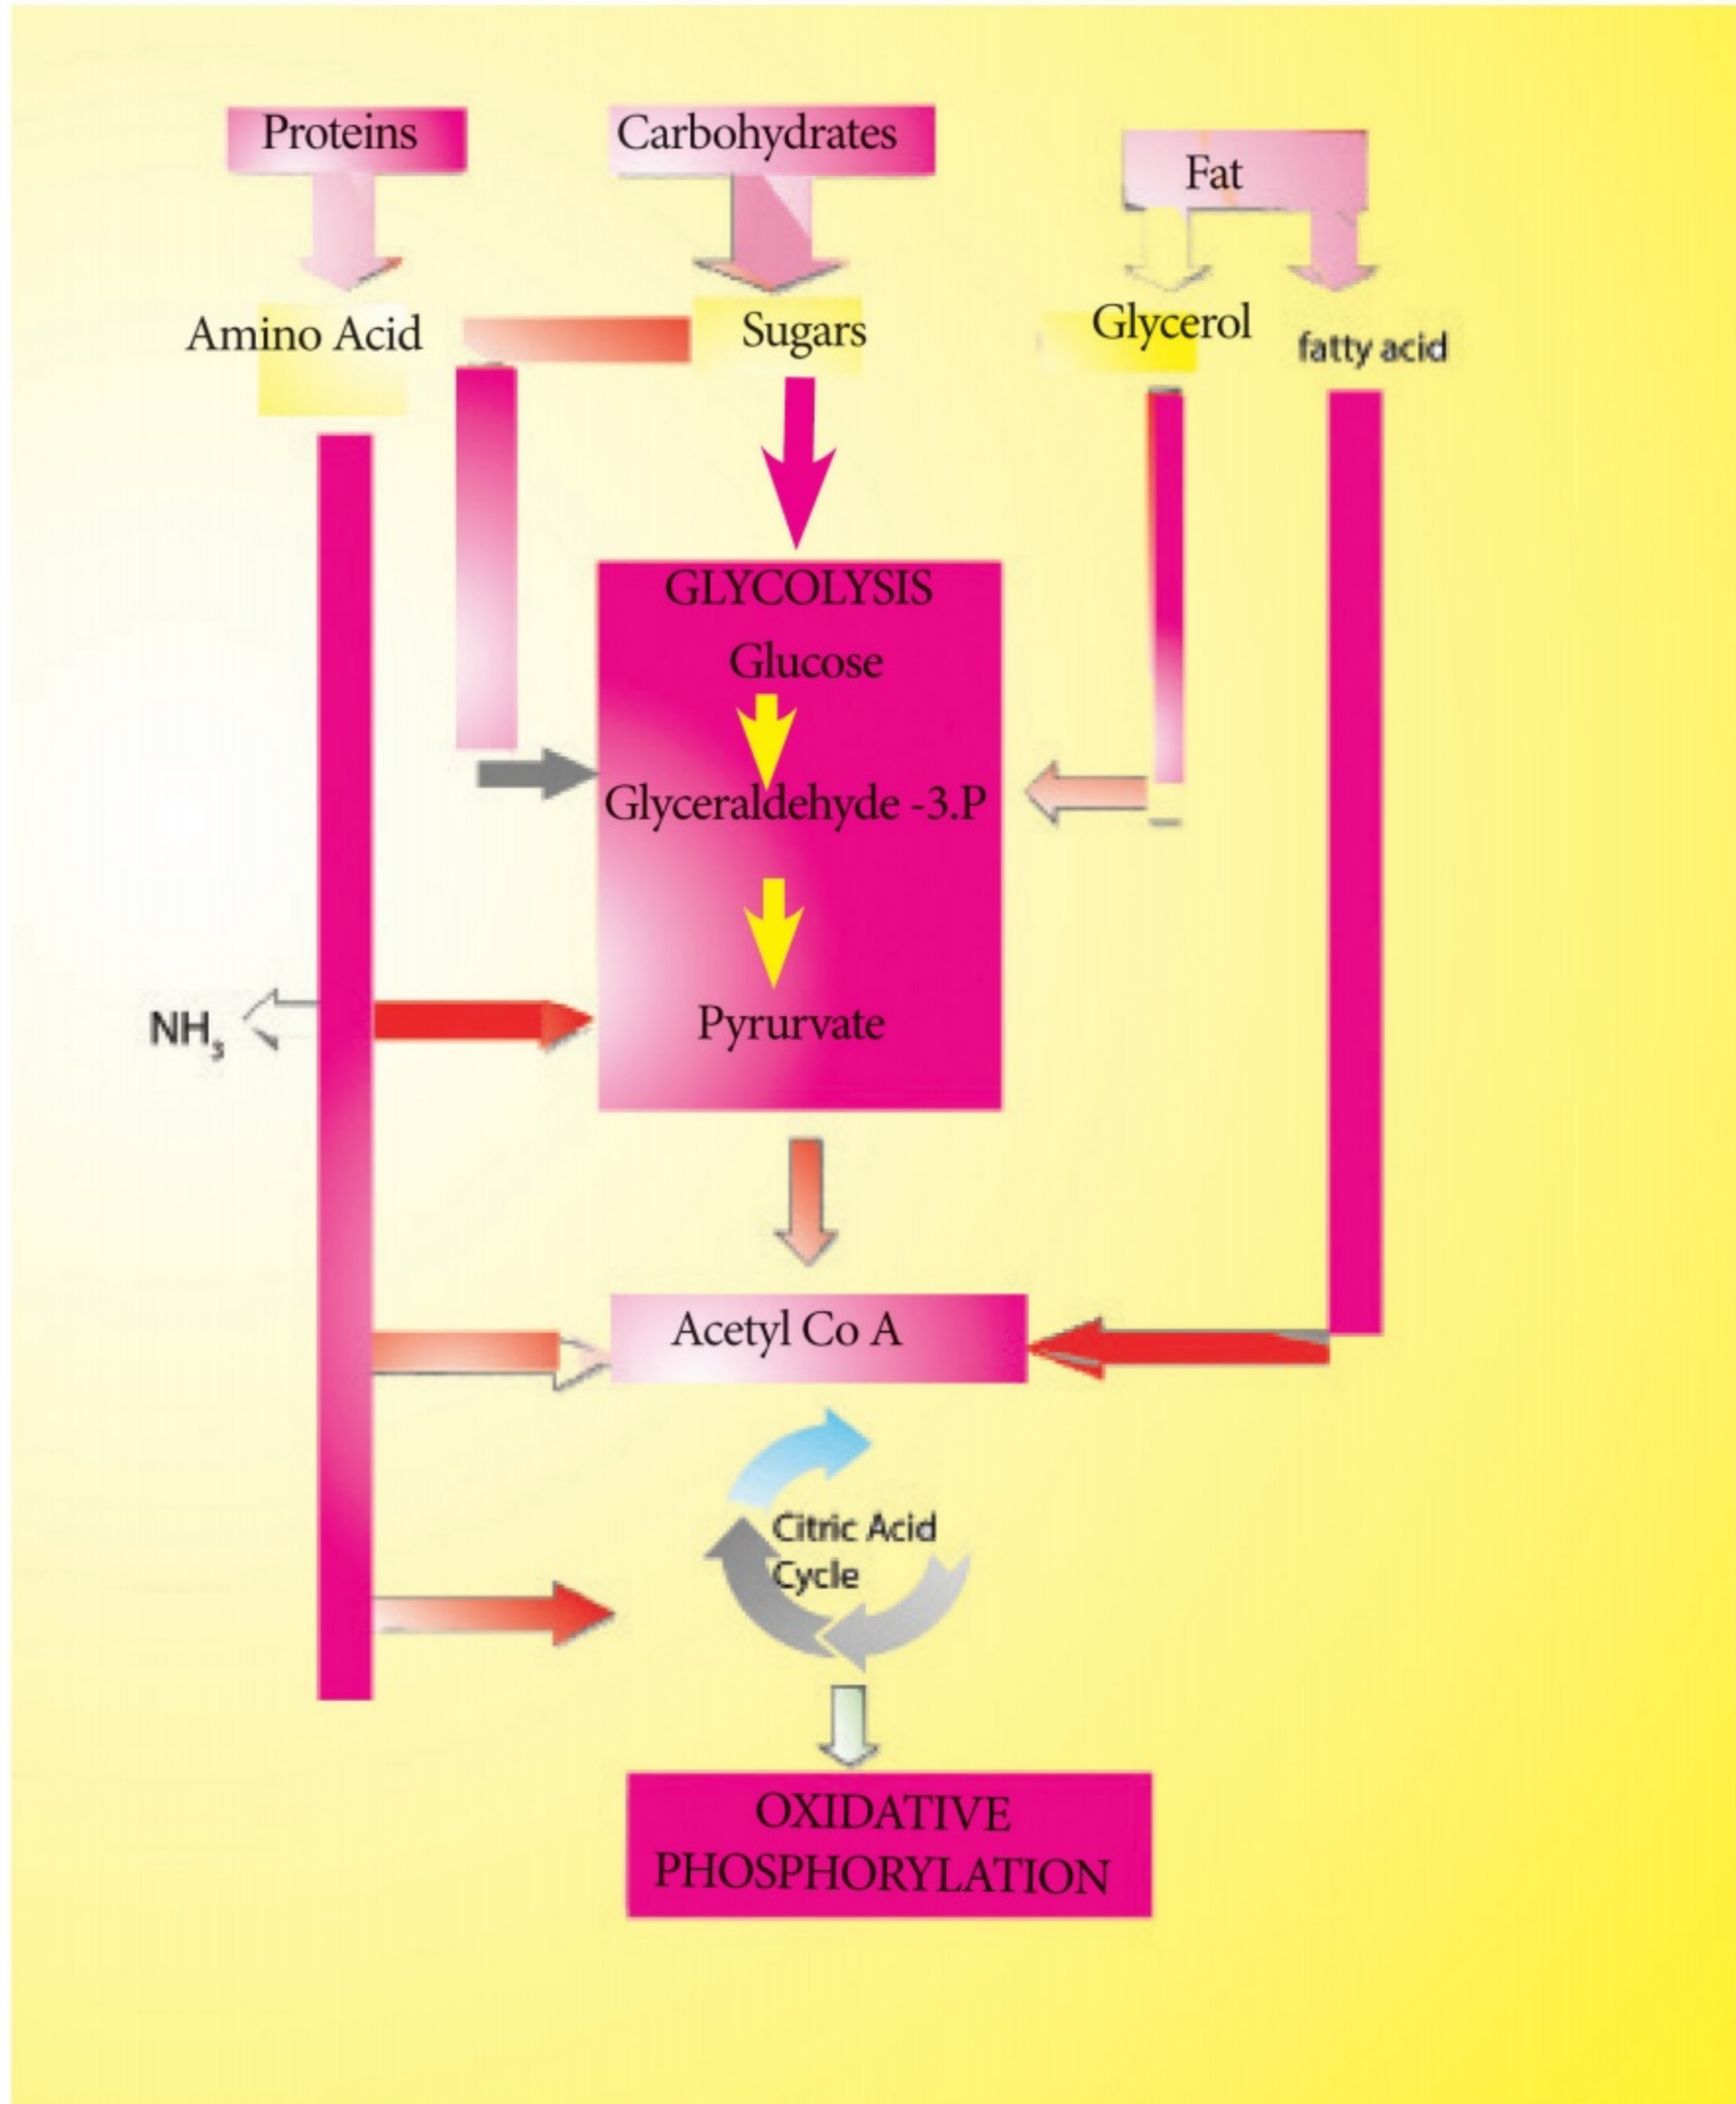 Proteins
Carbohydrates
Fat
Amino Acid
Sugars
Glycerol
fatty acid
GLYCOLYSIS
Glucose
Glyceraldehyde -3.P
NH₃
Pyrurvate
Acetyl Co A
Citric Acid
Cycle
OXIDATIVE
PHOSPHORYLATION